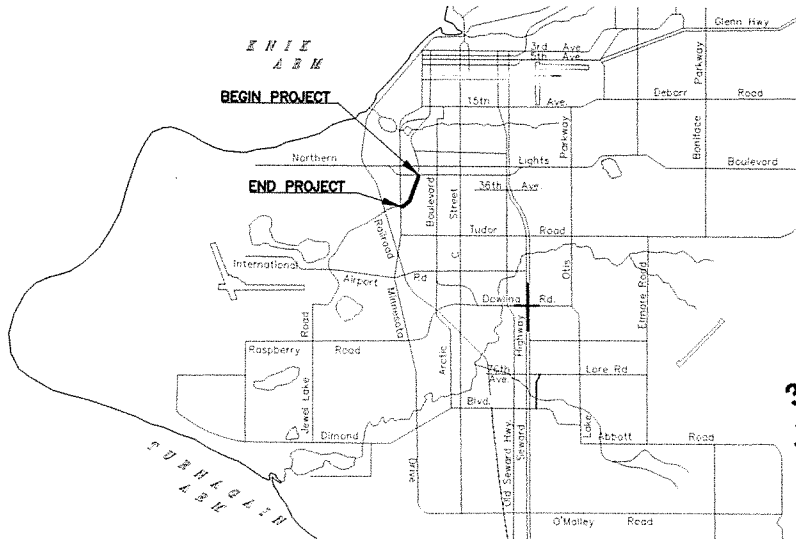 Glenn Hwy
KNIK
ARM
3rd Ave
5th Ave.
Parkway
BEGIN PROJECT
Debarr Road
15th Ave.
Parkway
Boniface
Northern Lights Boulevard
36th Ave.
END PROJECT
Boulevard
Street
Tudor Road
Railroad
International
Airport Rd
C
Otis
Elmore Road
Minnesota
Dowling Rd.
Road
Highway
Raspberry Road
Arctic
76th
Ave.
Lore Rd
Jewel Lake
Blvd.
Dimond
Lake
Abbott Road
Old Seward Hwy.
Seward
TURNAGAIN
ARM
Drive
O'Malley Road